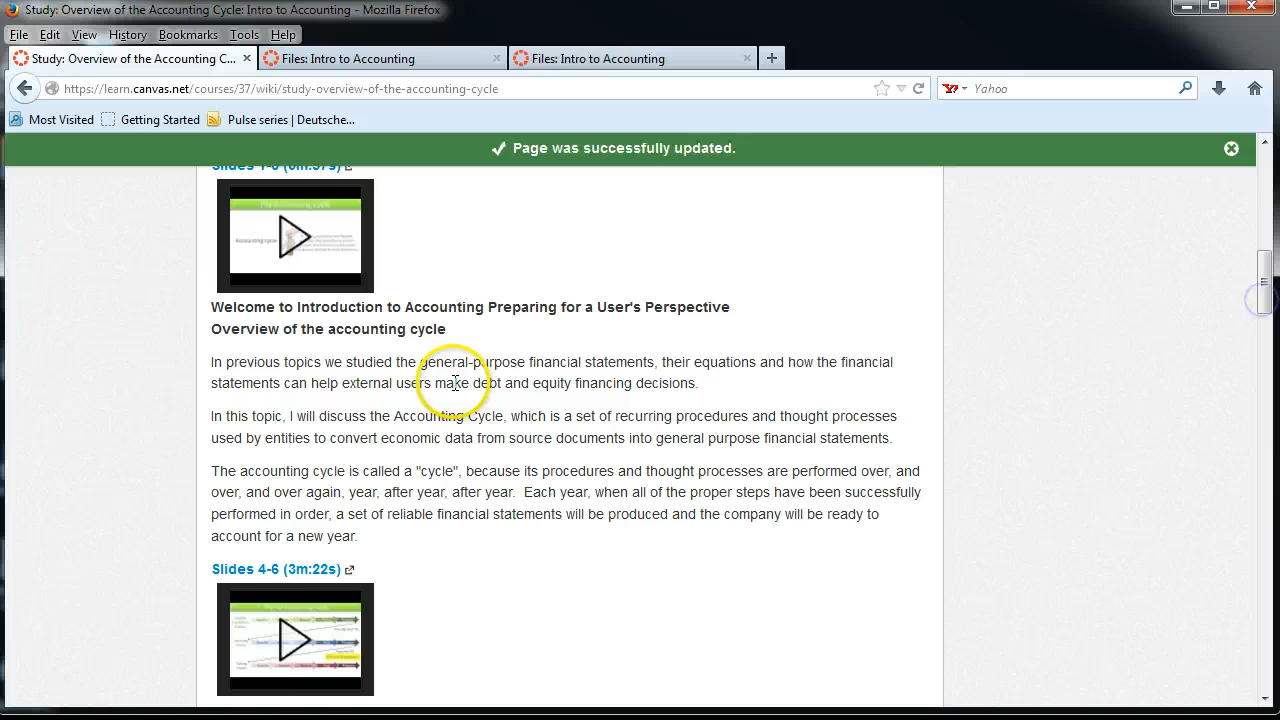 Study: Overview of the Accounting Cycle: Intro to Accounting - Mozilla Firefox
File Edit View History Bookmarks Tools Help
Study: Overview of the Accounting C... Files: Intro to Accounting Files: Intro to Accounting
https://learn.canvas.net/courses/37/wiki/study-overview-of-the-accounting-cycle Yahoo
Most Visited Getting Started Pulse series | Deutsche...
Page was successfully updated.
Accounting cycle
Welcome to Introduction to Accounting Preparing for a User's Perspective
Overview of the accounting cycle
In previous topics we studied the general-purpose financial statements, their equations and how the financial
statements can help external users make debt and equity financing decisions.
In this topic, I will discuss the Accounting Cycle, which is a set of recurring procedures and thought processes
used by entities to convert economic data from source documents into general purpose financial statements.
The accounting cycle is called a "cycle", because its procedures and thought processes are performed over, and
over, and over again, year, after year, after year. Each year, when all of the proper steps have been successfully
performed in order, a set of reliable financial statements will be produced and the company will be ready to
account for a new year.
Slides 4-6 (3m:22s)